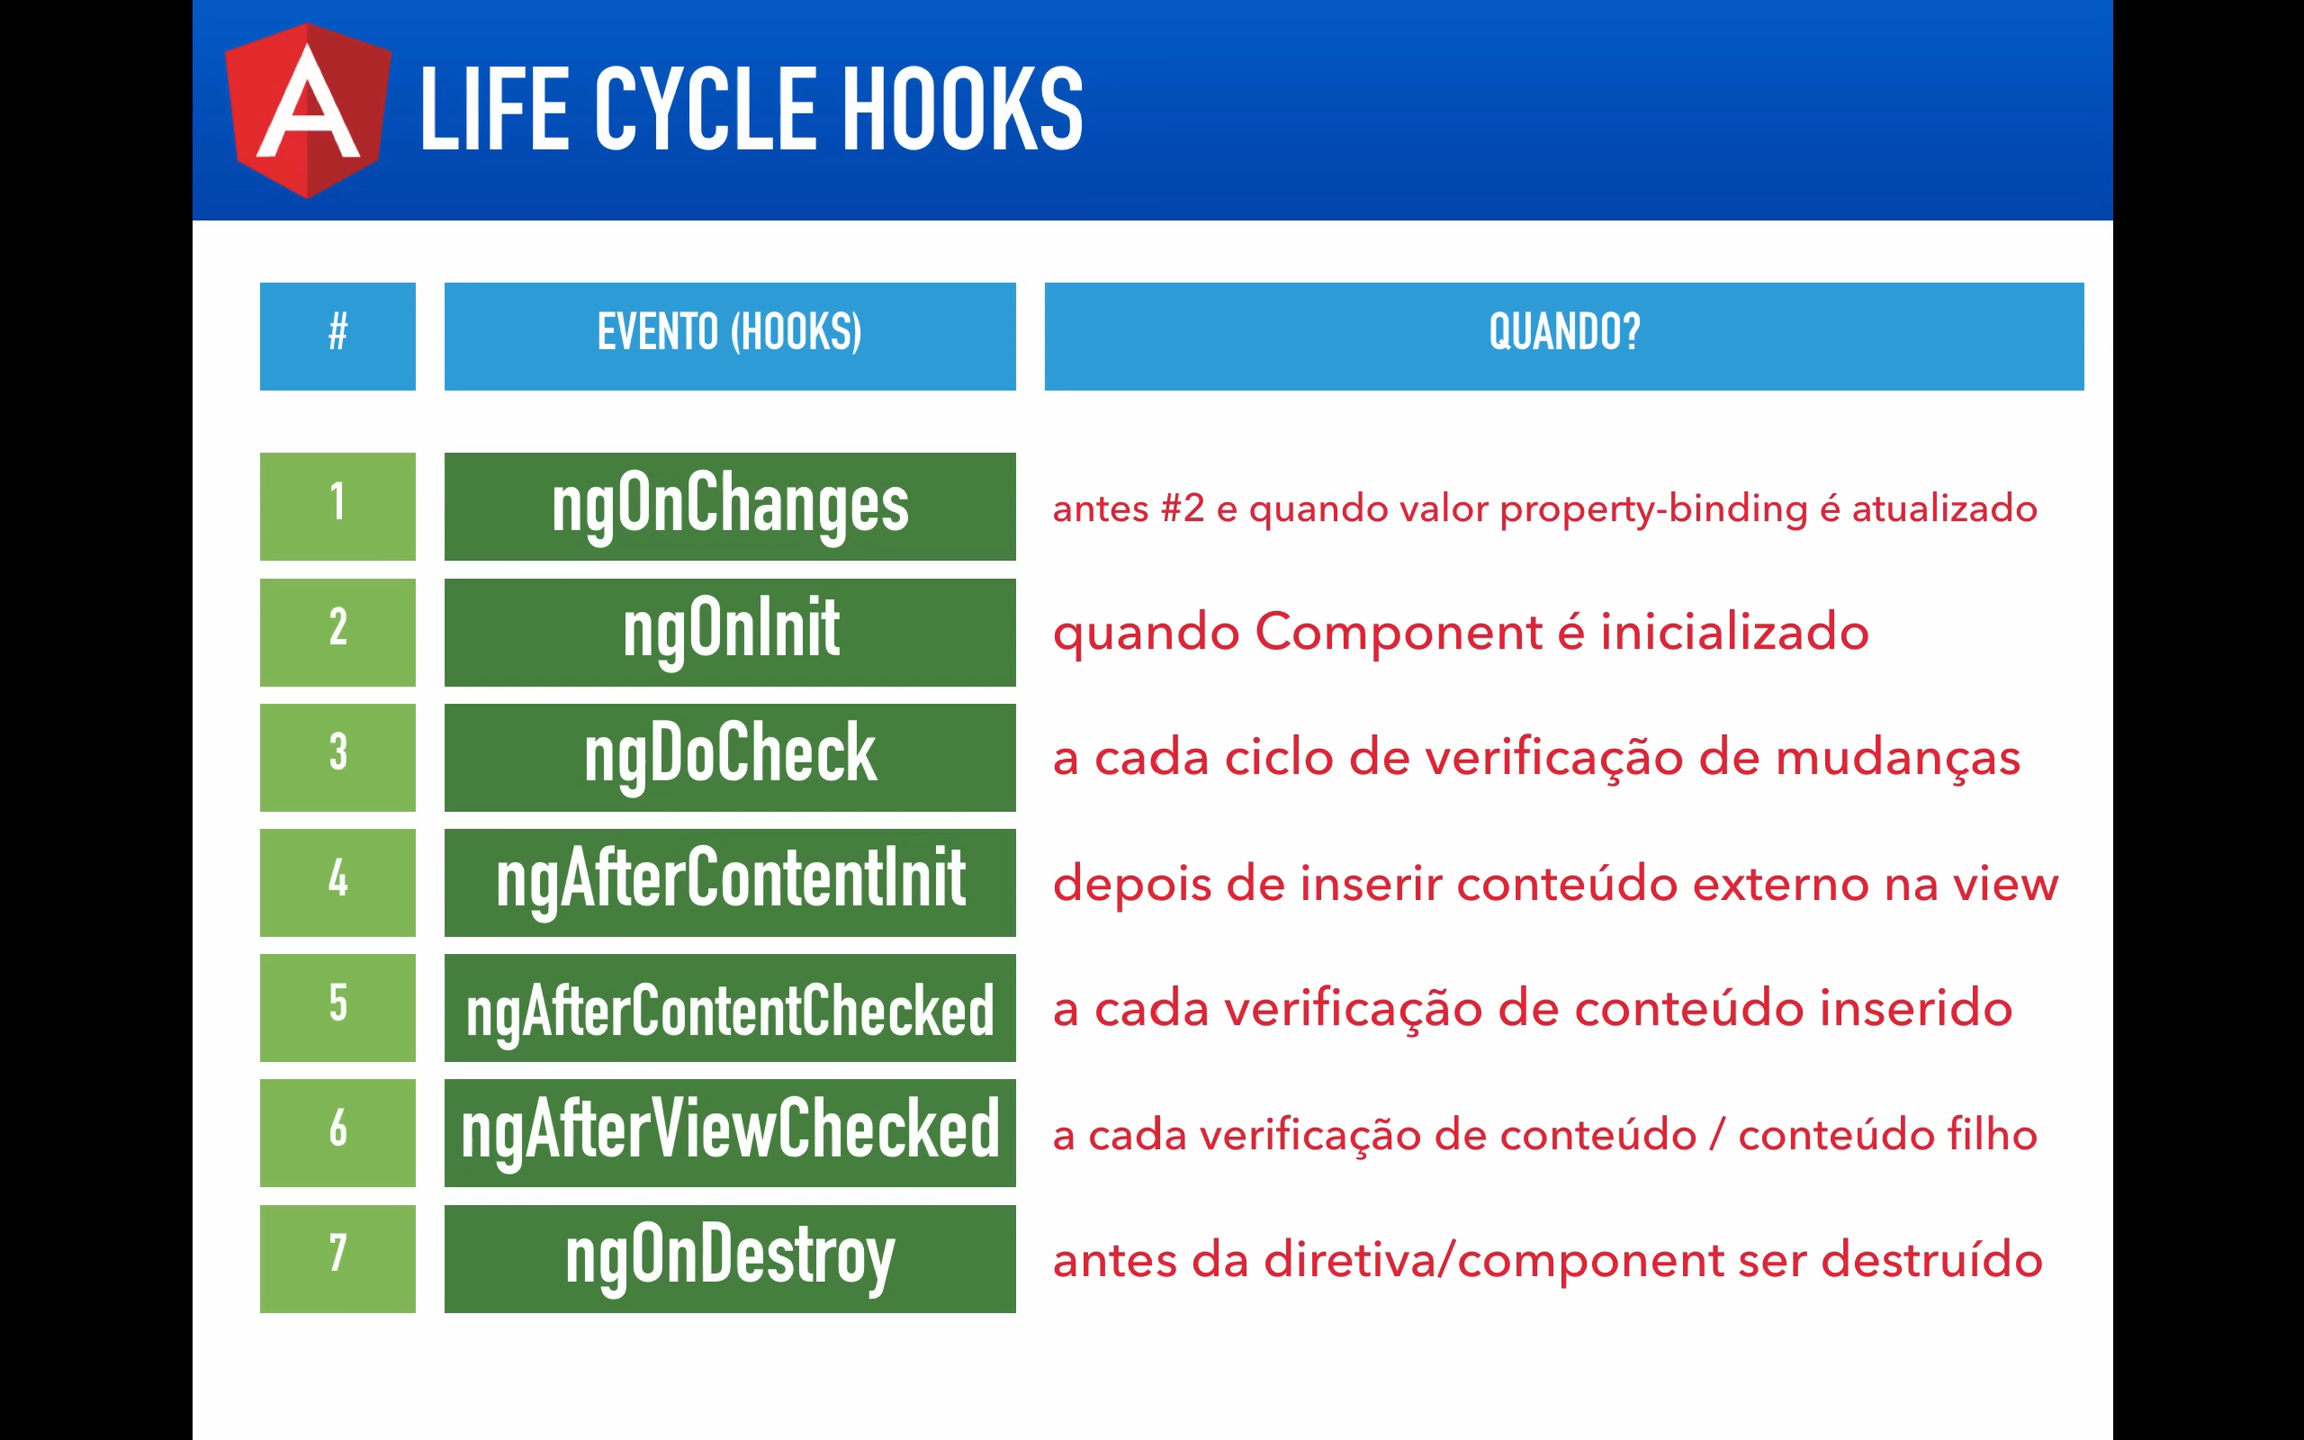 A LIFE CYCLE HOOKS
# EVENTO (HOOKS) QUANDO?
1 ngOnChanges antes #2 e quando valor property-binding é atualizado
2 ngOnInit quando Component é inicializado
3 ngDoCheck a cada ciclo de verificação de mudanças
4 ngAfterContentInit depois de inserir conteúdo externo na view
5 ngAfterContentChecked a cada verificação de conteúdo inserido
6 ngAfterViewChecked a cada verificação de conteúdo / conteúdo filho
7 ngOnDestroy antes da diretiva/component ser destruído